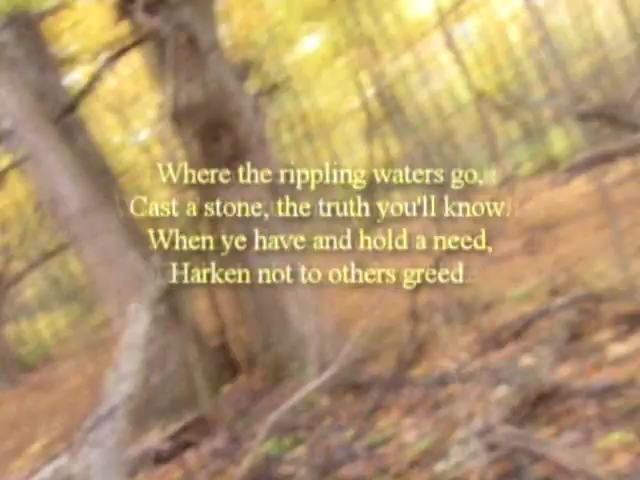 Where the rippling waters go,
Cast a stone, the truth you'll know.
When ye have and hold a need,
Harken not to others greed.